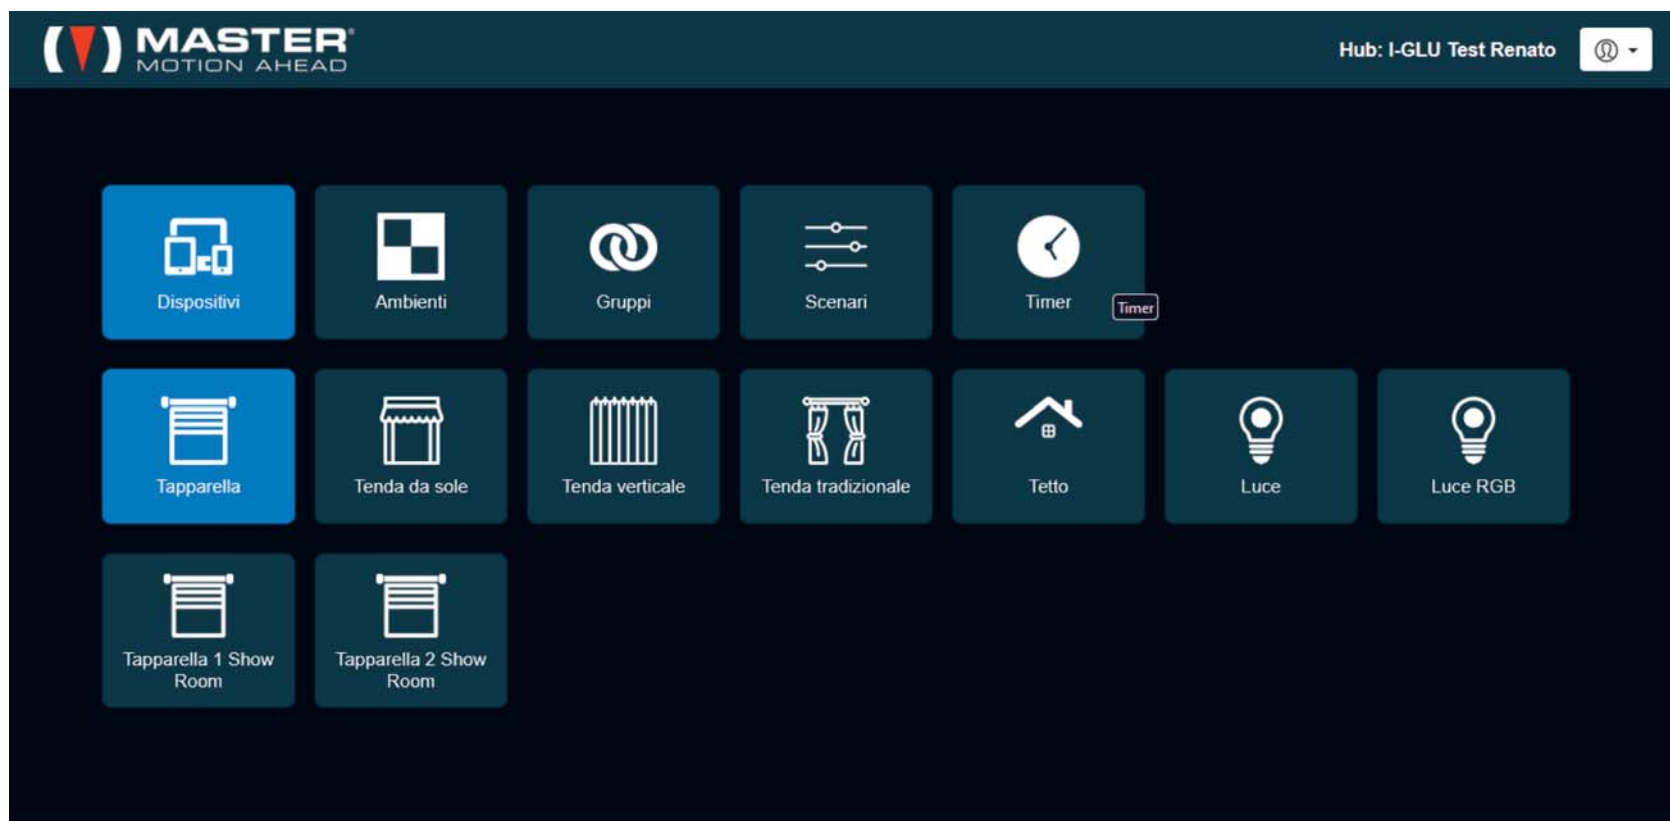 MASTER®
MOTION AHEAD
Hub: I-GLU Test Renato
Dispositivi
Ambienti
Gruppi
Scenari
Timer
Timer
Tapparella
Tenda da sole
Tenda verticale
Tenda tradizionale
Tetto
Luce
Luce RGB
Tapparella 1 Show
Room
Tapparella 2 Show
Room